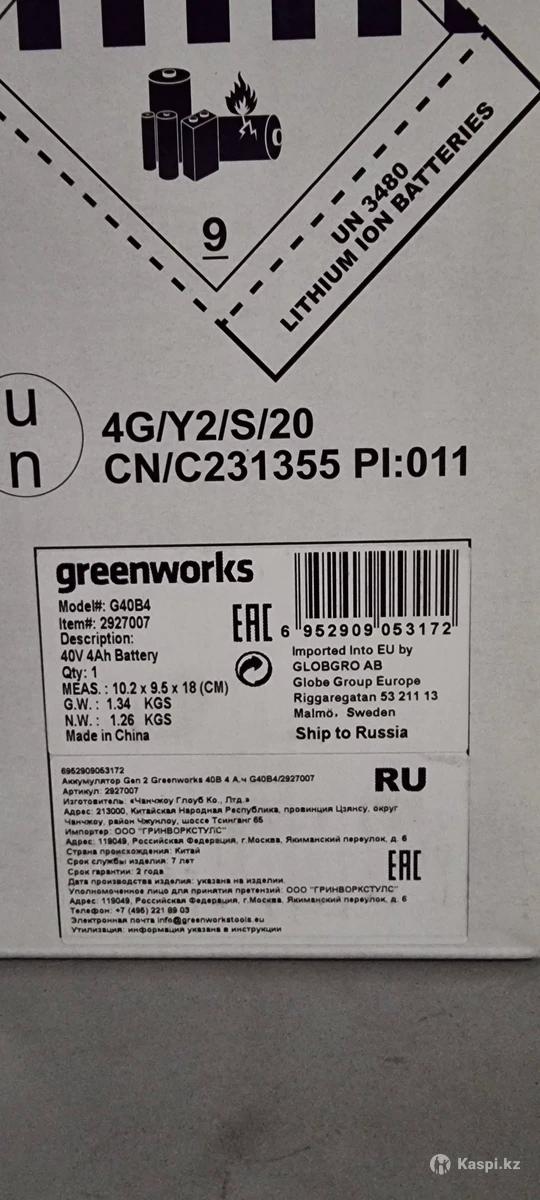 9
UN 3480
LITHIUM ION BATTERIES
u
n
4G/Y2/S/20
CN/C231355 PI:011
greenworks
Model#: G40B4
Item#: 2927007
Description:
40V 4Ah Battery
Qty: 1
MEAS. : 10.2 x 9.5 x 18 (CM)
G.W. : 1.34 KGS
N.W. : 1.26 KGS
Made in China
EAC
6 952909 053172
Imported Into EU by
GLOBGRO AB
Globe Group Europe
Riggaregatan 53 211 13
Malmö, Sweden
Ship to Russia
6952909053172
Аккумулятор Gen 2 Greenworks 40В 4 А.ч G40B4/2927007
Артикул: 2927007
RU
Изготовитель: «Чанчжоу Глоуб Ко., Лтд.»
Адрес: 213000, Китайская Народная Республика, провинция Цзянсу, округ
Чанчжоу, район Чжунлоу, шоссе Тсинганг 65
Импортер: ООО "ГРИНВОРКСТУЛС"
Адрес: 119049, Российская Федерация, г.Москва, Якиманский переулок, д. 6
Страна происхождения: Китай
Срок службы изделия: 7 лет
Срок гарантии: 2 года
EAC
Дата производства изделия: указана на изделии
Уполномоченное лицо для принятия претензий: ООО "ГРИНВОРКСТУЛС"
Адрес: 119049, Российская Федерация, г.Москва, Якиманский переулок, д. 6
Телефон: +7 (495) 221 89 03
Электронная почта info@greenworkstools.eu
Утилизация: информация указана в инструкции
Kaspi.kz